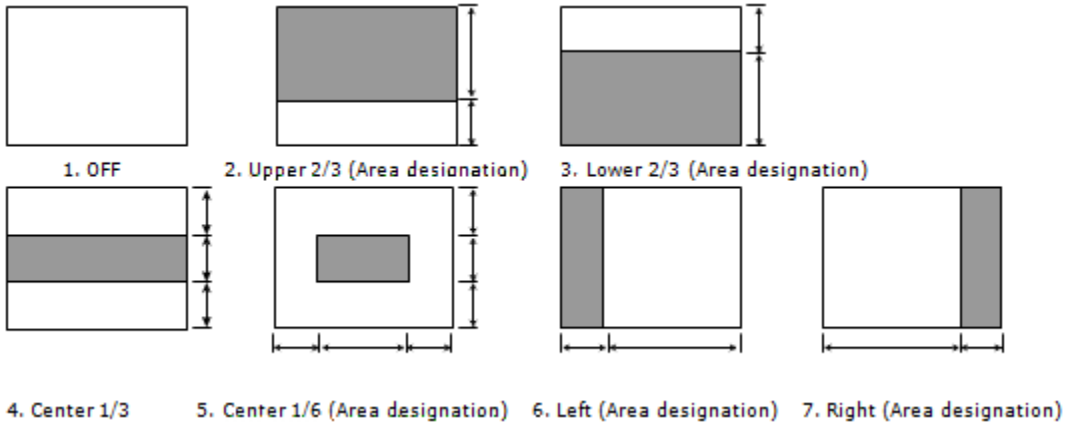 1. OFF
2. Upper 2/3 (Area designation)
3. Lower 2/3 (Area designation)
4. Center 1/3
5. Center 1/6 (Area designation)
6. Left (Area designation)
7. Right (Area designation)